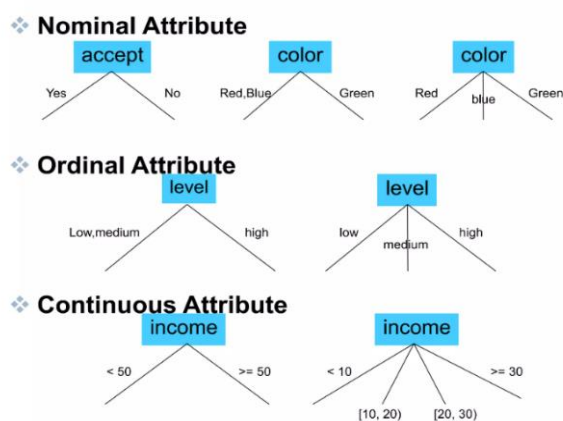 Nominal Attribute
accept
color
color
Yes
No
Red,Blue
Green
Red
blue
Green
Ordinal Attribute
level
level
Low,medium
high
low
medium
high
Continuous Attribute
income
income
< 50
>= 50
< 10
>= 30
[10, 20)
[20, 30)